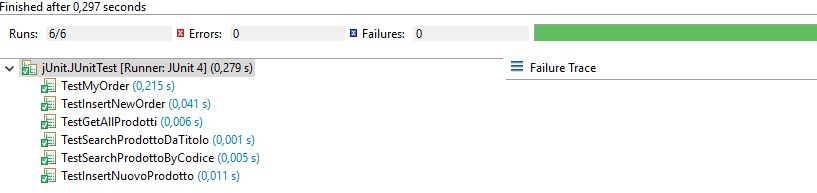 Finished after 0,297 seconds
Runs: 6/6 Errors: 0 Failures: 0
jUnit.JUnitTest [Runner: JUnit 4] (0,279 s)
Failure Trace
TestMyOrder (0,215 s)
TestInsertNewOrder (0,041 s)
TestGetAllProdotti (0,006 s)
TestSearchProdottoDaTitolo (0,001 s)
TestSearchProdottoByCodice (0,005 s)
TestInsertNuovoProdotto (0,011 s)